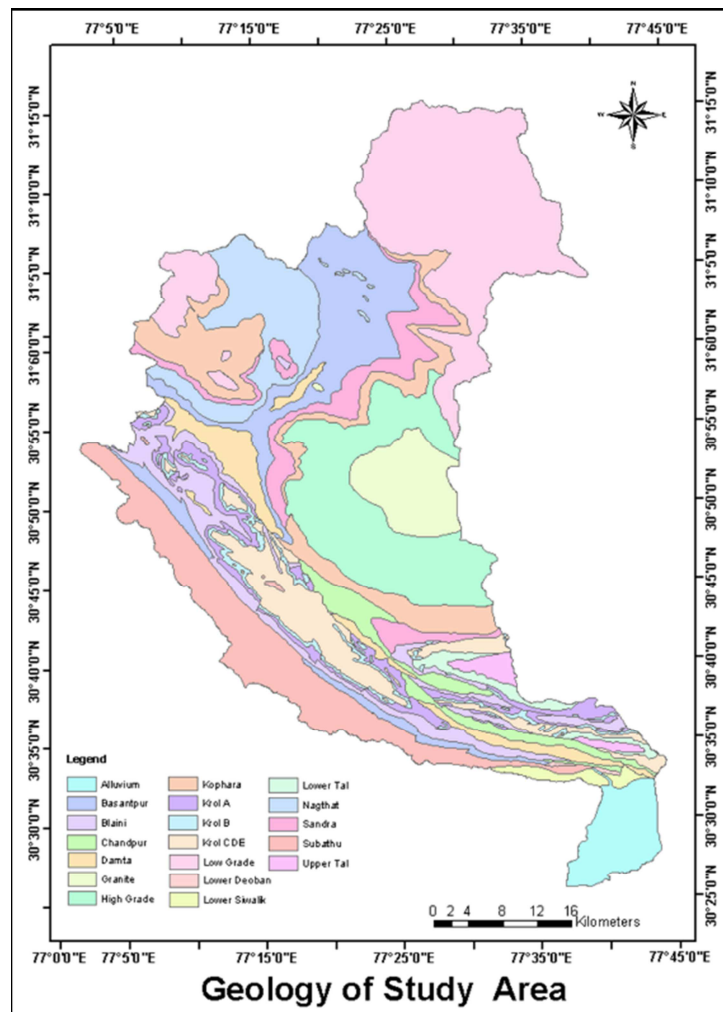 77°5'0"E 77°15'0"E 77°25'0"E 77°35'0"E 77°45'0"E
N
W E
S
31°15'0"N 31°15'0"N
31°10'0"N 31°10'0"N
31°5'0"N 31°5'0"N
31°60'0"N 31°60'0"N
30°55'0"N 30°55'0"N
30°50'0"N 30°50'0"N
30°45'0"N 30°45'0"N
30°40'0"N 30°40'0"N
30°35'0"N 30°35'0"N
30°30'0"N 30°30'0"N
30°25'0"N
Legend
Alluvium
Basantpur
Blaini
Chandpur
Damta
Granite
High Grade
Kophara
Krol A
Krol B
Krol CDE
Low Grade
Lower Deoban
Lower Siwalik
Lower Tal
Nagthat
Sandra
Subathu
Upper Tal
0 2 4 8 12 16
Kilometers
77°0'0"E 77°5'0"E 77°15'0"E 77°25'0"E 77°35'0"E 77°45'0"E
Geology of Study Area